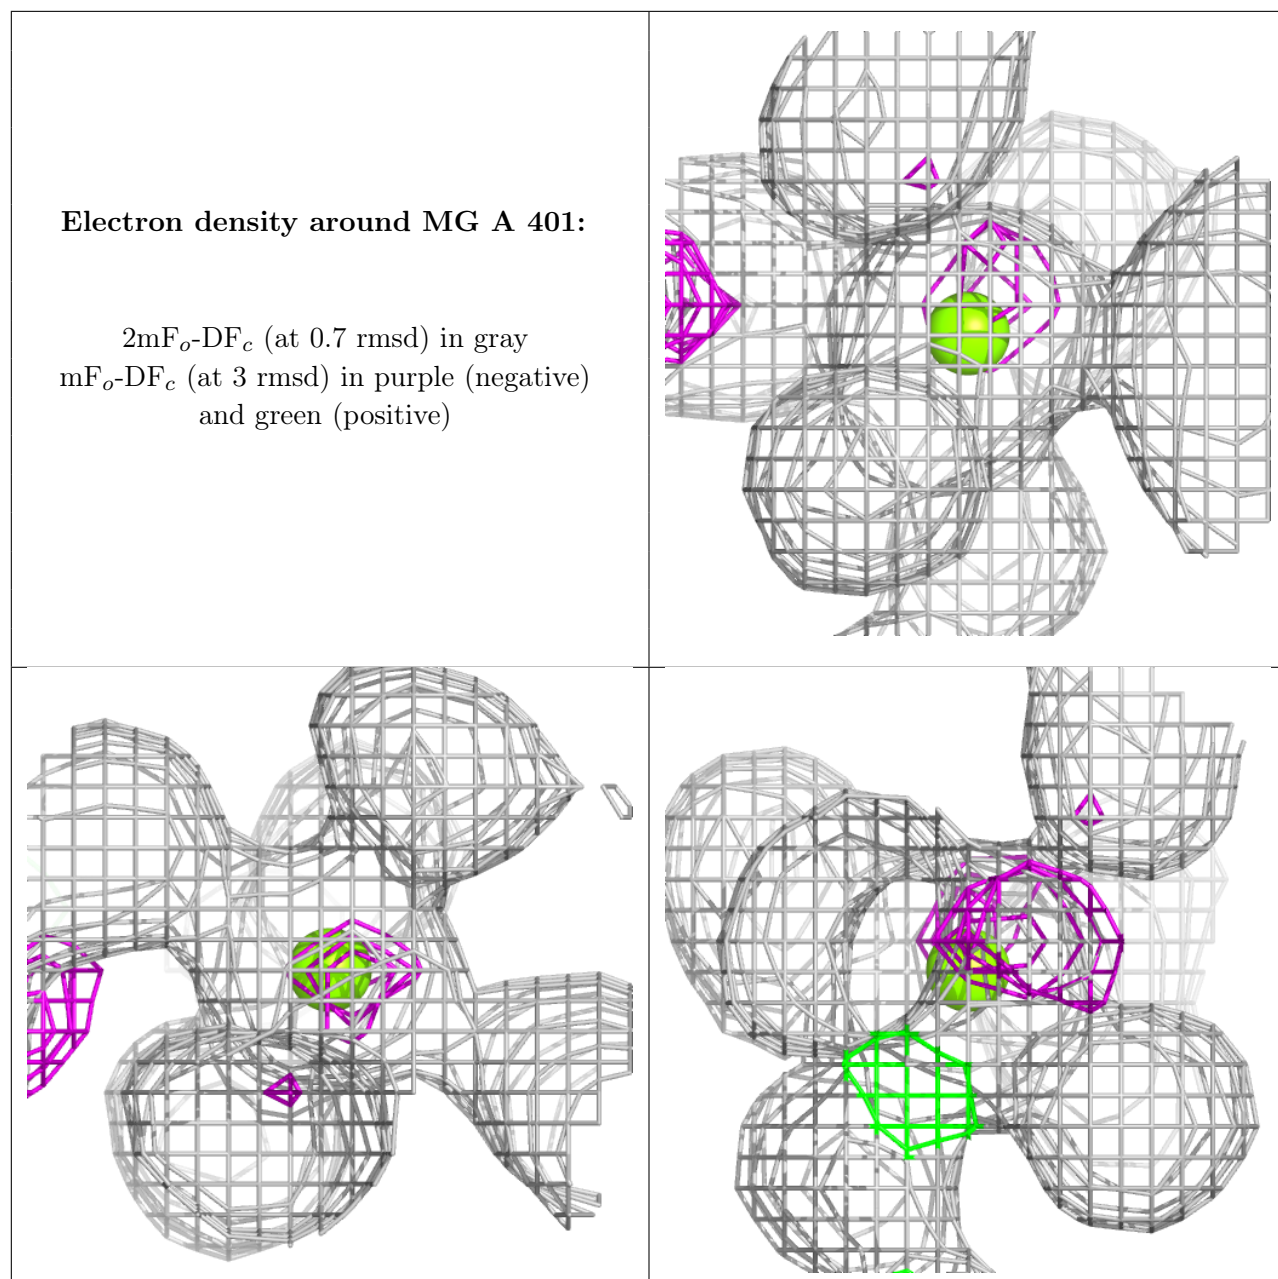 Electron density around MG A 401:
2mFo-DFc (at 0.7 rmsd) in gray
mFo-DFc (at 3 rmsd) in purple (negative)
and green (positive)